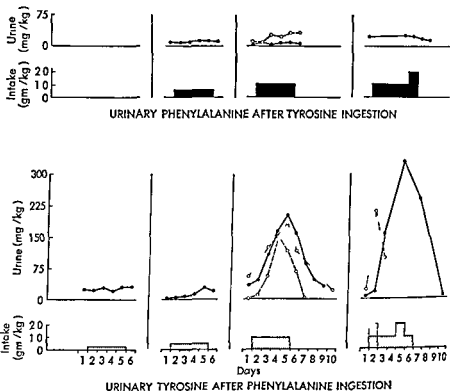 75
0
Urine
(mg/kg)
20
10
0
Intake
(gm/kg)
URINARY PHENYLALANINE AFTER TYROSINE INGESTION
300
225
150
75
0
Urine (mg/kg)
20
10
0
Intake
(gm/kg)
1 2 3 4 5 6
1 2 3 4 5 6
1 2 3 4 5 6 7 8 9 10
1 2 3 4 5 6 7 8 9 10
Days
URINARY TYROSINE AFTER PHENYLALANINE INGESTION